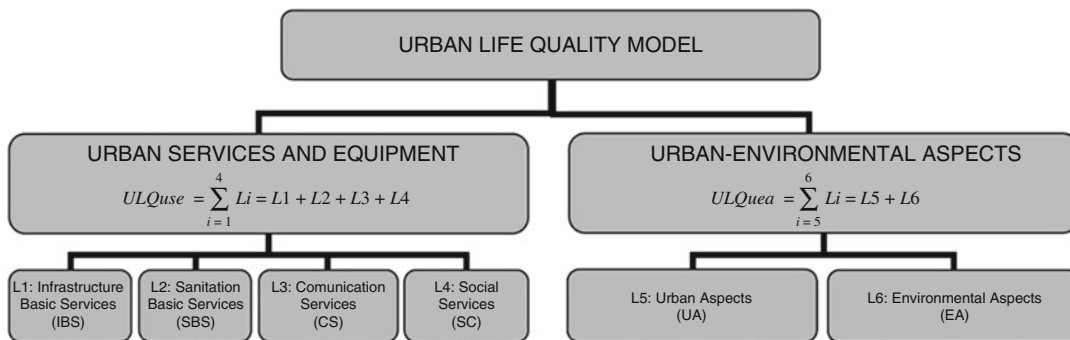 URBAN LIFE QUALITY MODEL
URBAN SERVICES AND EQUIPMENT
ULQuse = 4∑i = 1 Li = L1 + L2 + L3 + L4
URBAN-ENVIRONMENTAL ASPECTS
ULQuea = 6∑i = 5 Li = L5 + L6
L1: Infrastructure
Basic Services
(IBS)
L2: Sanitation
Basic Services
(SBS)
L3: Comunication
Services
(CS)
L4: Social
Services
(SC)
L5: Urban Aspects
(UA)
L6: Environmental Aspects
(EA)